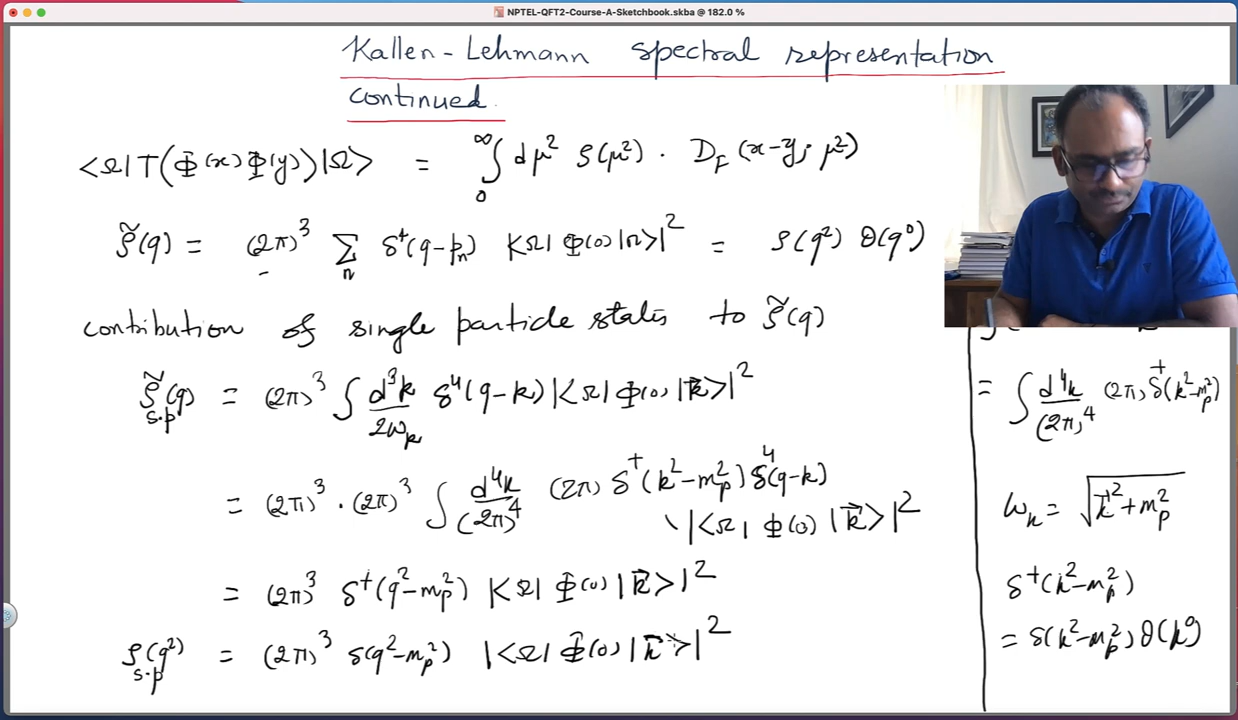 NPTEL-QFT2-Course-A-Sketchbook.skba @ 182.0 %
Kallen-Lehmann spectral representation
continued.
<Ω|T(Φ(x)Φ(y))|Ω> = ∫₀^∞ dμ² ρ(μ²) · D_F(x-y; μ²)
ρ̃(q) = (2π)³ Σ_n δ⁺(q-p_n) |<Ω|Φ(0)|Ω>|² = ρ(q²) θ(q⁰)
contribution of single particle states to ρ̃(q)
ρ̃_{s.p}(q) = (2π)³ ∫ d³k/2ω_k δ⁴(q-k) |<Ω|Φ(0)|k⃗>|²
= (2π)³ · (2π)³ ∫ d⁴k/(2π)⁴ (2π) δ⁺(k²-m_p²) δ⁴(q-k)
|<Ω|Φ(0)|k⃗>|²
= (2π)³ δ⁺(q²-m_p²) |<Ω|Φ(0)|k⃗>|²
ρ_{s.p}(q²) = (2π)³ δ(q²-m_p²) |<Ω|Φ(0)|k⃗>|²
= ∫ d⁴k/(2π)⁴ (2π) δ⁺(k²-m_p²)
ω_k = √(k⃗²+m_p²)
δ⁺(k²-m_p²)
= δ(k²-m_p²) θ(k⁰)